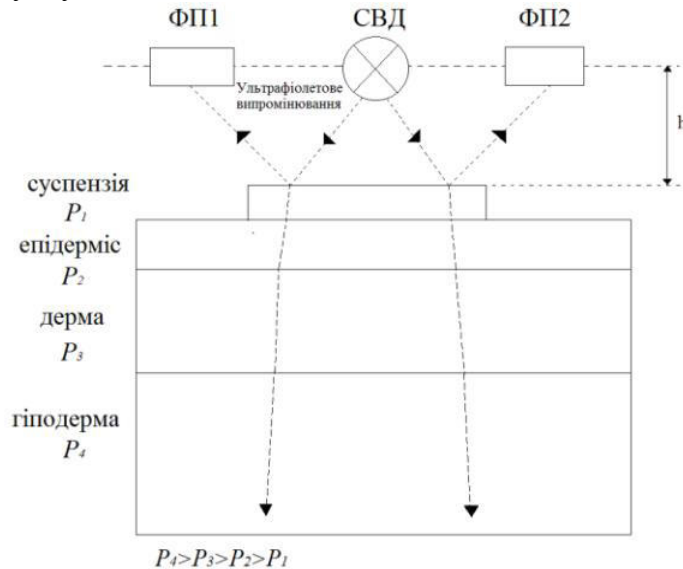 ФП1
СВД
ФП2
Ультрафіолетове
випромінювання
h
суспензія
P₁
епідерміс
P₂
дерма
P₃
гіподерма
P₄
P₄>P₃>P₂>P₁